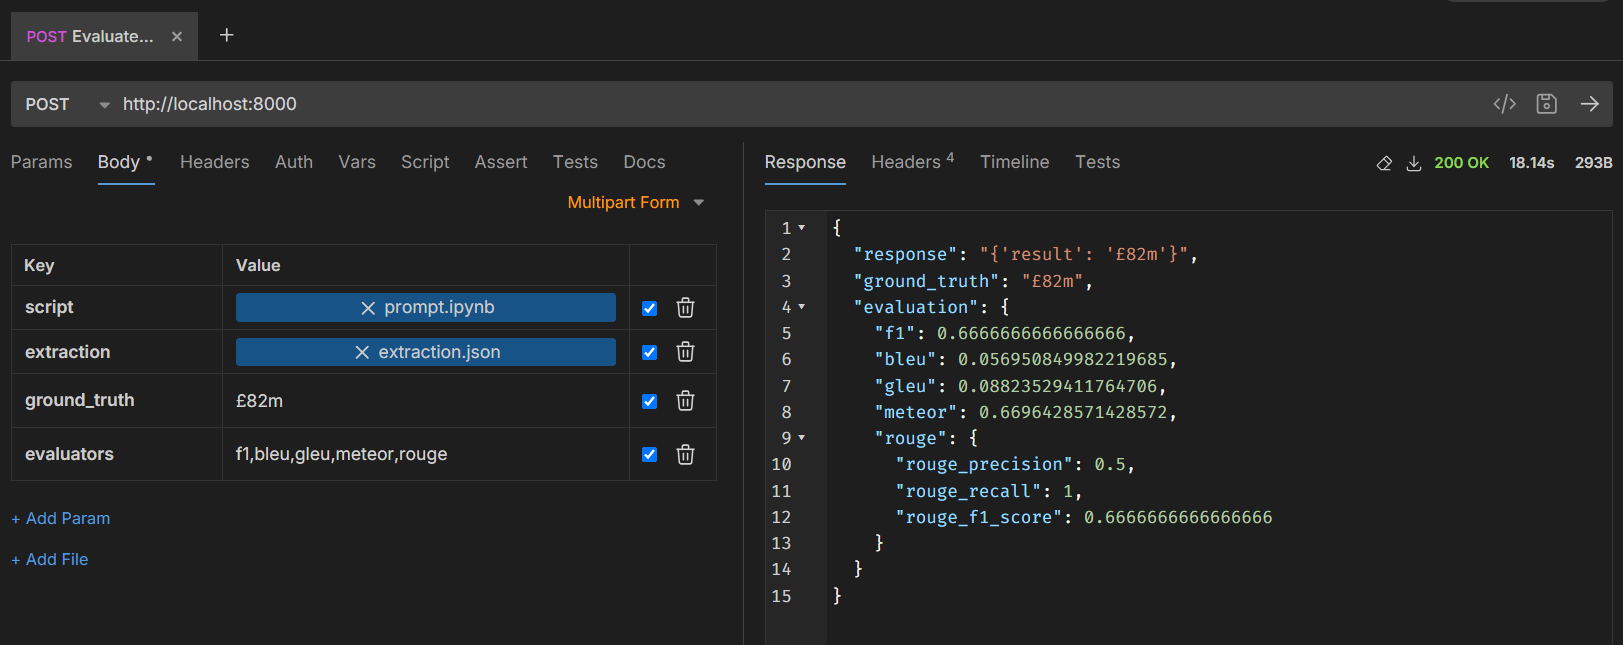 POST Evaluate... ×
+
POST http://localhost:8000
Params Body Headers Auth Vars Script Assert Tests Docs
Multipart Form
Key Value
script × prompt.ipynb
extraction × extraction.json
ground_truth £82m
evaluators f1,bleu,gleu,meteor,rouge
+ Add Param
+ Add File
Response Headers 4 Timeline Tests 200 OK 18.14s 293B
1 {
2 "response": "{'result': '£82m'}",
3 "ground_truth": "£82m",
4 "evaluation": {
5 "f1": 0.6666666666666666,
6 "bleu": 0.056950849982219685,
7 "gleu": 0.08823529411764706,
8 "meteor": 0.6696428571428572,
9 "rouge": {
10 "rouge_precision": 0.5,
11 "rouge_recall": 1,
12 "rouge_f1_score": 0.6666666666666666
13 }
14 }
15 }